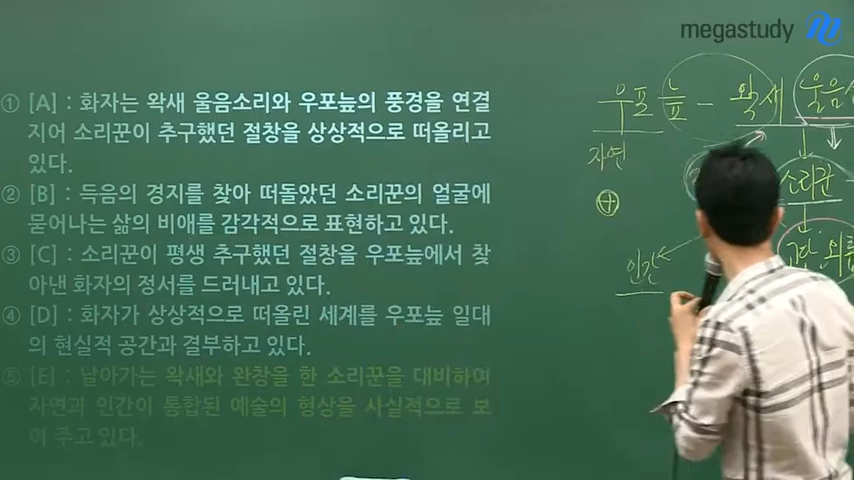 megastudy
① [A] : 화자는 왁새 울음소리와 우포늪의 풍경을 연결
지어 소리꾼이 추구했던 절창을 상상적으로 떠올리고
있다.
② [B] : 득음의 경지를 찾아 떠돌았던 소리꾼의 얼굴에
묻어나는 삶의 비애를 감각적으로 표현하고 있다.
③ [C] : 소리꾼이 평생 추구했던 절창을 우포늪에서 찾
아낸 화자의 정서를 드러내고 있다.
④ [D] : 화자가 상상적으로 떠올린 세계를 우포늪 일대
의 현실적 공간과 결부하고 있다.
⑤ [E] : 날아가는 왁새와 완창을 한 소리꾼을 대비하여
자연과 인간이 통합된 예술의 형상을 사실적으로 보
여 주고 있다.
우포늪 - 왁새 울음
자연
소리꾼
고단
인간